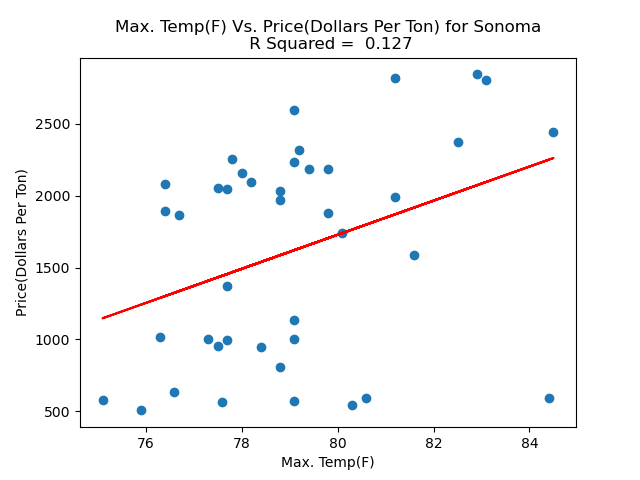 Max. Temp(F) Vs. Price(Dollars Per Ton) for Sonoma
R Squared =  0.127
Price(Dollars Per Ton)
2500
2000
1500
1000
500
76 78 80 82 84
Max. Temp(F)